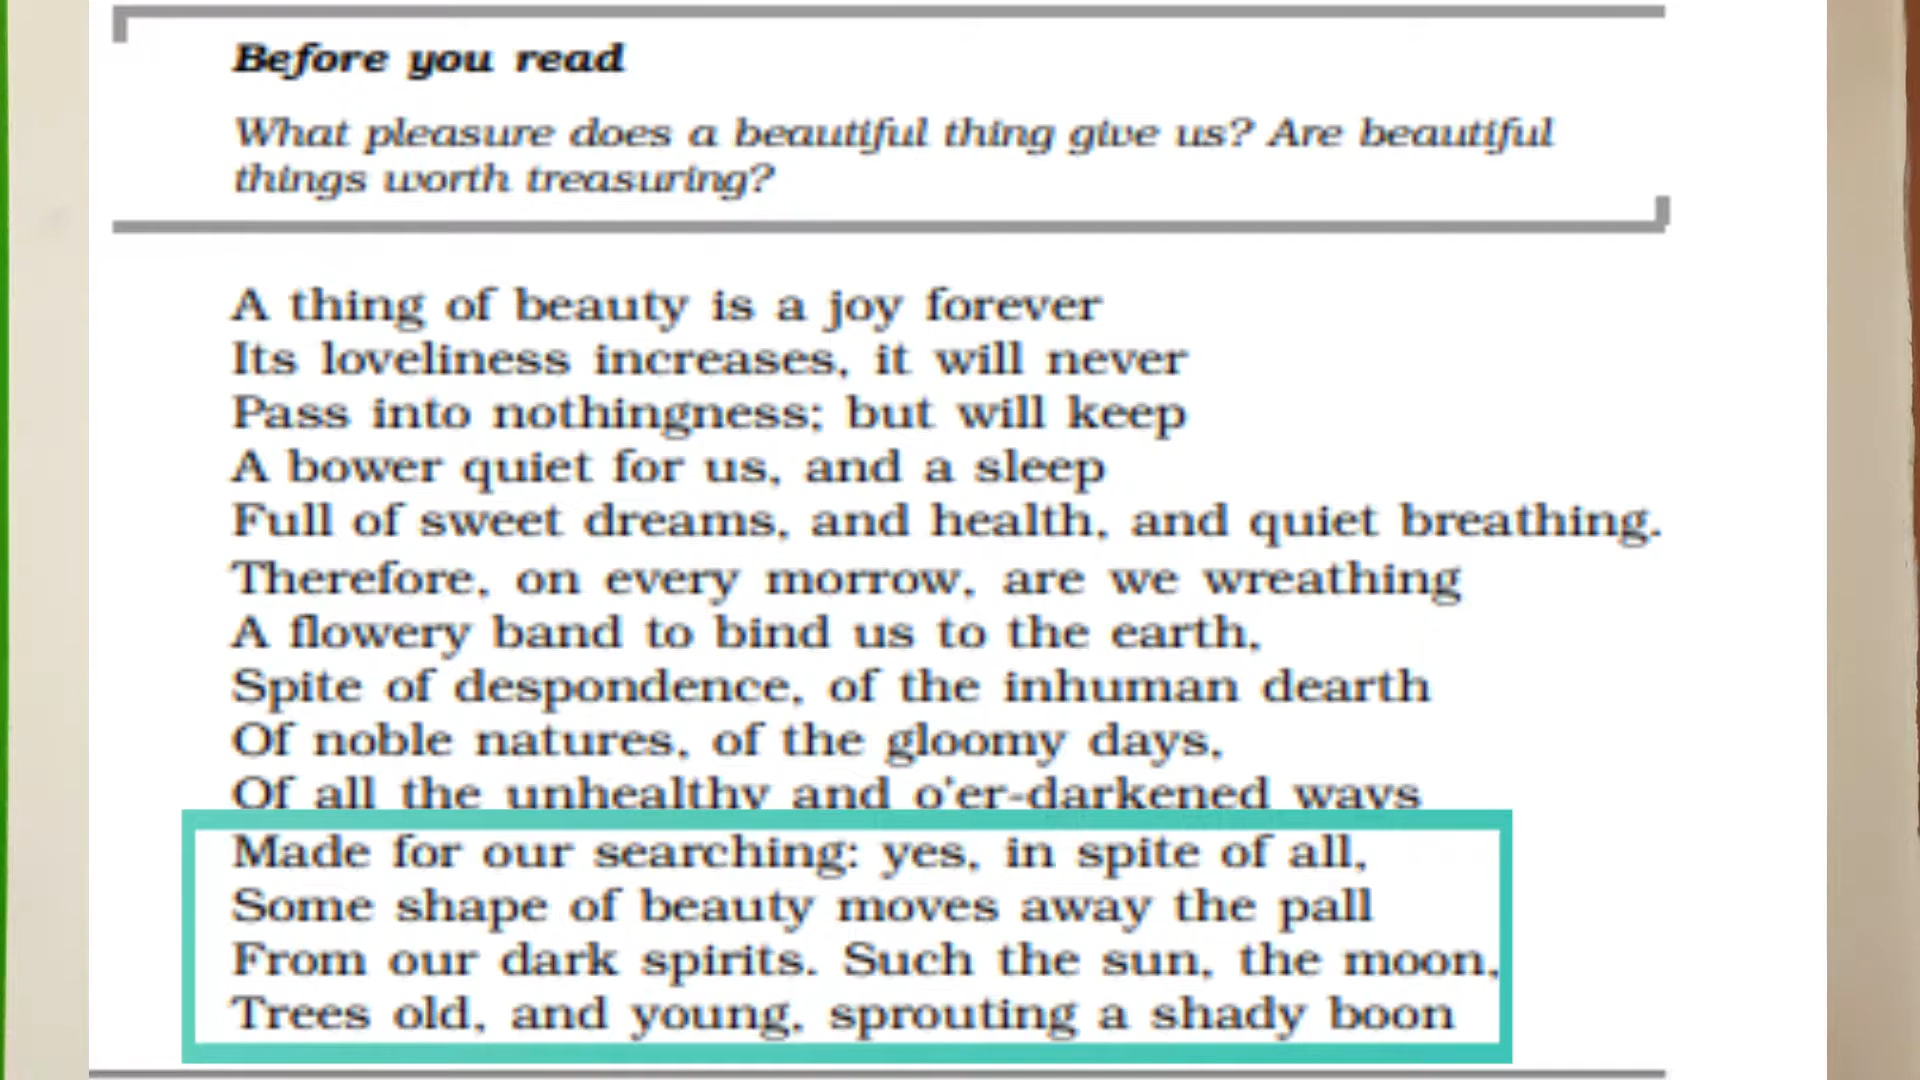 Before you read
What pleasure does a beautiful thing give us? Are beautiful
things worth treasuring?
A thing of beauty is a joy forever
Its loveliness increases, it will never
Pass into nothingness; but will keep
A bower quiet for us, and a sleep
Full of sweet dreams, and health, and quiet breathing.
Therefore, on every morrow, are we wreathing
A flowery band to bind us to the earth,
Spite of despondence, of the inhuman dearth
Of noble natures, of the gloomy days,
Of all the unhealthy and o'er-darkened ways
Made for our searching: yes, in spite of all,
Some shape of beauty moves away the pall
From our dark spirits. Such the sun, the moon,
Trees old, and young, sprouting a shady boon